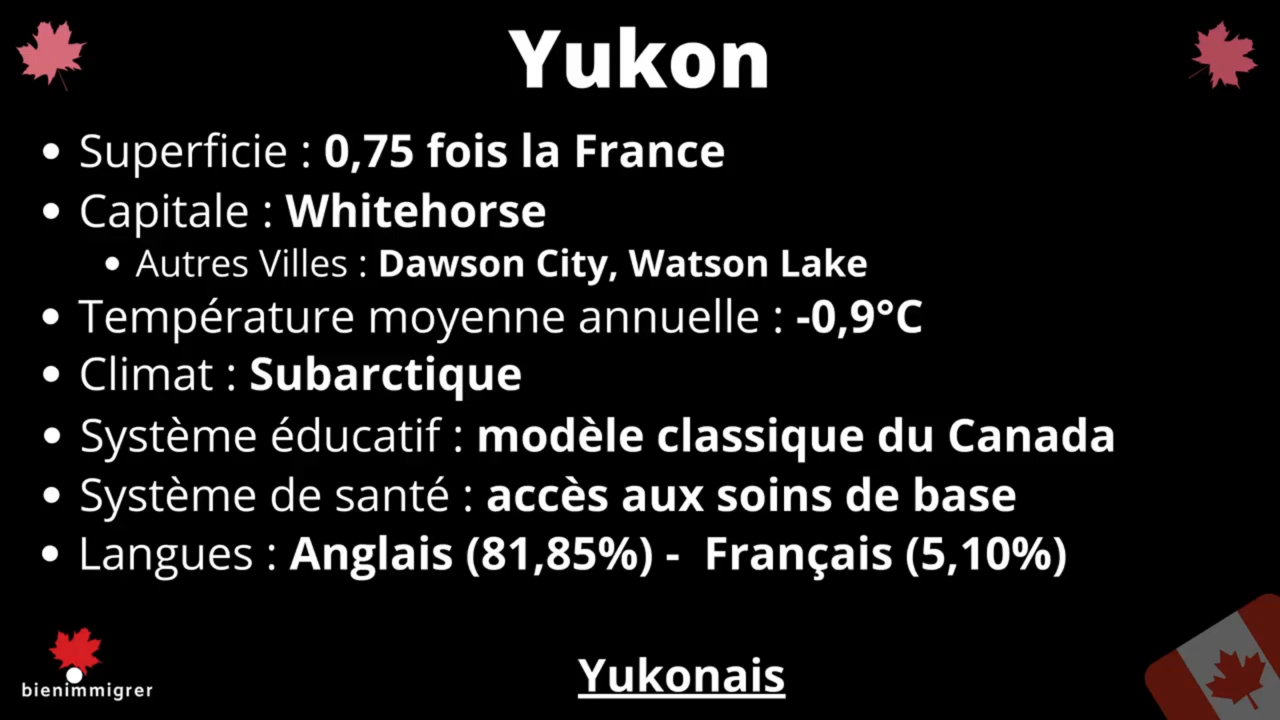 Yukon
• Superficie : 0,75 fois la France
• Capitale : Whitehorse
• Autres Villes : Dawson City, Watson Lake
• Température moyenne annuelle : -0,9°C
• Climat : Subarctique
• Système éducatif : modèle classique du Canada
• Système de santé : accès aux soins de base
• Langues : Anglais (81,85%) - Français (5,10%)
bienimmigrer
Yukonais